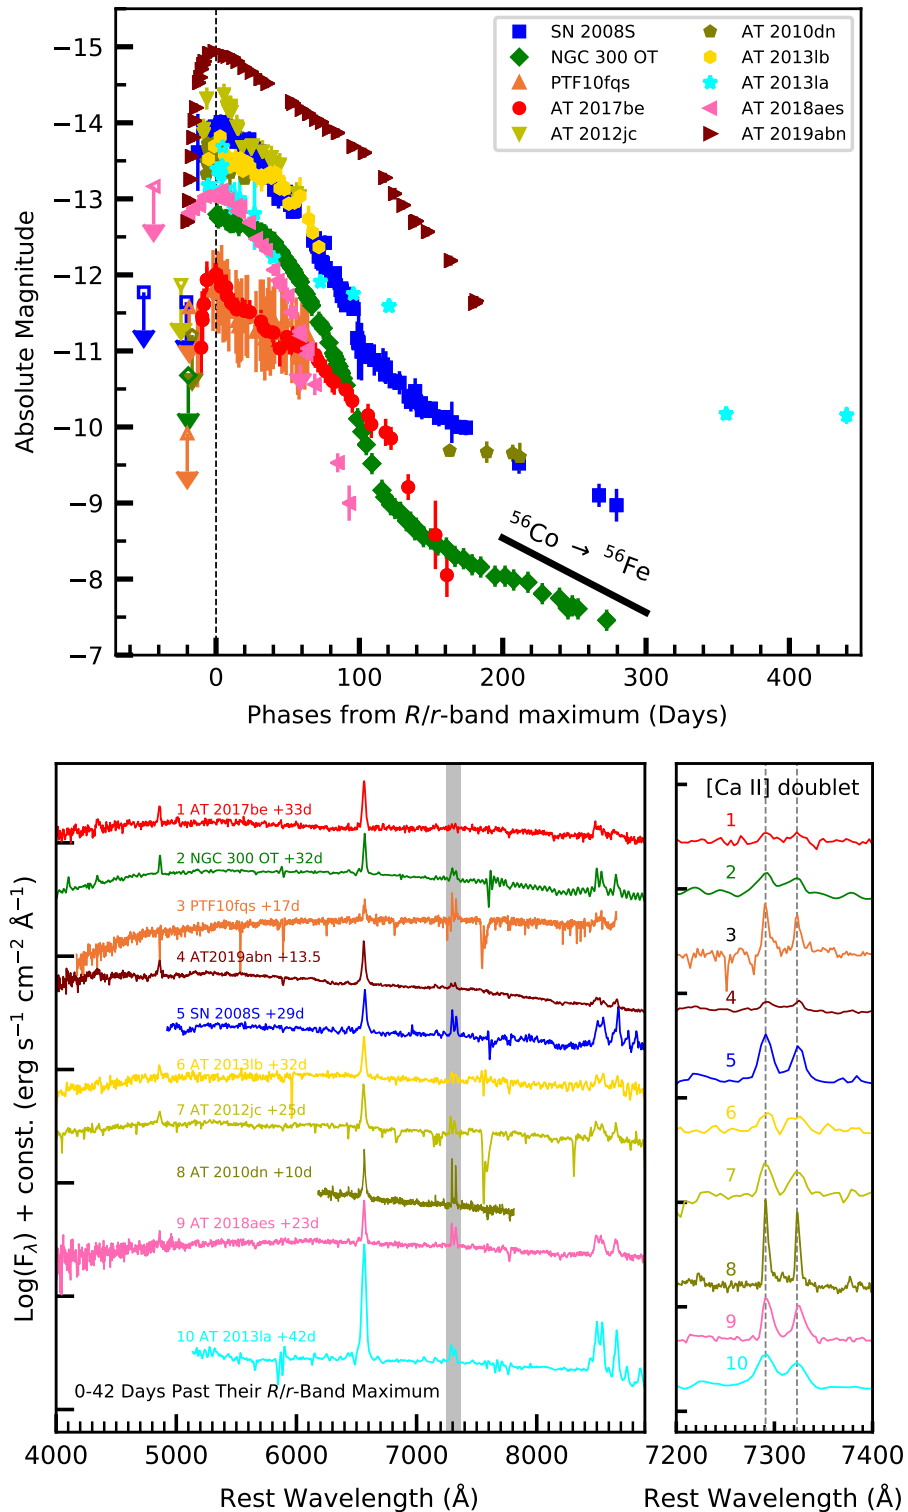 −15
−14
−13
−12
−11
−10
−9
−8
−7
Absolute Magnitude
SN 2008S
NGC 300 OT
PTF10fqs
AT 2017be
AT 2012jc
AT 2010dn
AT 2013lb
AT 2013la
AT 2018aes
AT 2019abn
⁵⁶Co → ⁵⁶Fe
0 100 200 300 400
Phases from R/r-band maximum (Days)
Log(Fλ) + const. (erg s⁻¹ cm⁻² Å⁻¹)
1 AT 2017be +33d
2 NGC 300 OT +32d
3 PTF10fqs +17d
4 AT2019abn +13.5
5 SN 2008S +29d
6 AT 2013lb +32d
7 AT 2012jc +25d
8 AT 2010dn +10d
9 AT 2018aes +23d
10 AT 2013la +42d
0-42 Days Past Their R/r-Band Maximum
4000 5000 6000 7000 8000
Rest Wavelength (Å)
[Ca II] doublet
1
2
3
4
5
6
7
8
9
10
7200 7300 7400
Rest Wavelength (Å)